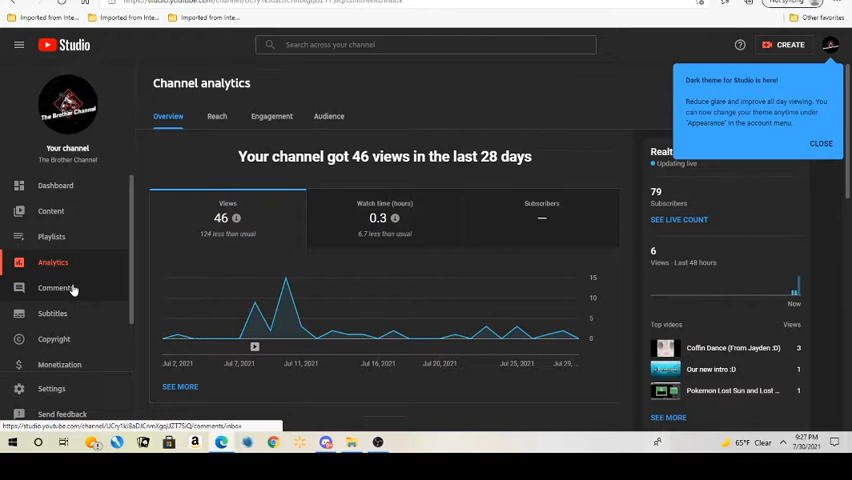 Not syncing
Imported from Inte...
Imported from Inte...
Imported from Inte...
Other favorites
Studio
Search across your channel
CREATE
The Brother Channel
Your channel
The Brother Channel
Dashboard
Content
Playlists
Analytics
Comments
Subtitles
Copyright
Monetization
Settings
Send feedback
Channel analytics
Overview
Reach
Engagement
Audience
Your channel got 46 views in the last 28 days
Views
46
124 less than usual
Watch time (hours)
0.3
6.7 less than usual
Subscribers
—
15
10
5
0
Jul 2, 2021
Jul 7, 2021
Jul 11, 2021
Jul 16, 2021
Jul 20, 2021
Jul 25, 2021
Jul 29,...
SEE MORE
Dark theme for Studio is here!
Reduce glare and improve all day viewing. You
can now change your theme anytime under
"Appearance" in the account menu.
CLOSE
Realt
Updating live
79
Subscribers
SEE LIVE COUNT
6
Views · Last 48 hours
Now
Top videos
Views
Coffin Dance (From Jayden :D)
3
Our new intro :D
1
Pokemon Lost Sun and Lost ...
1
SEE MORE
65°F Clear
9:27 PM
7/30/2021